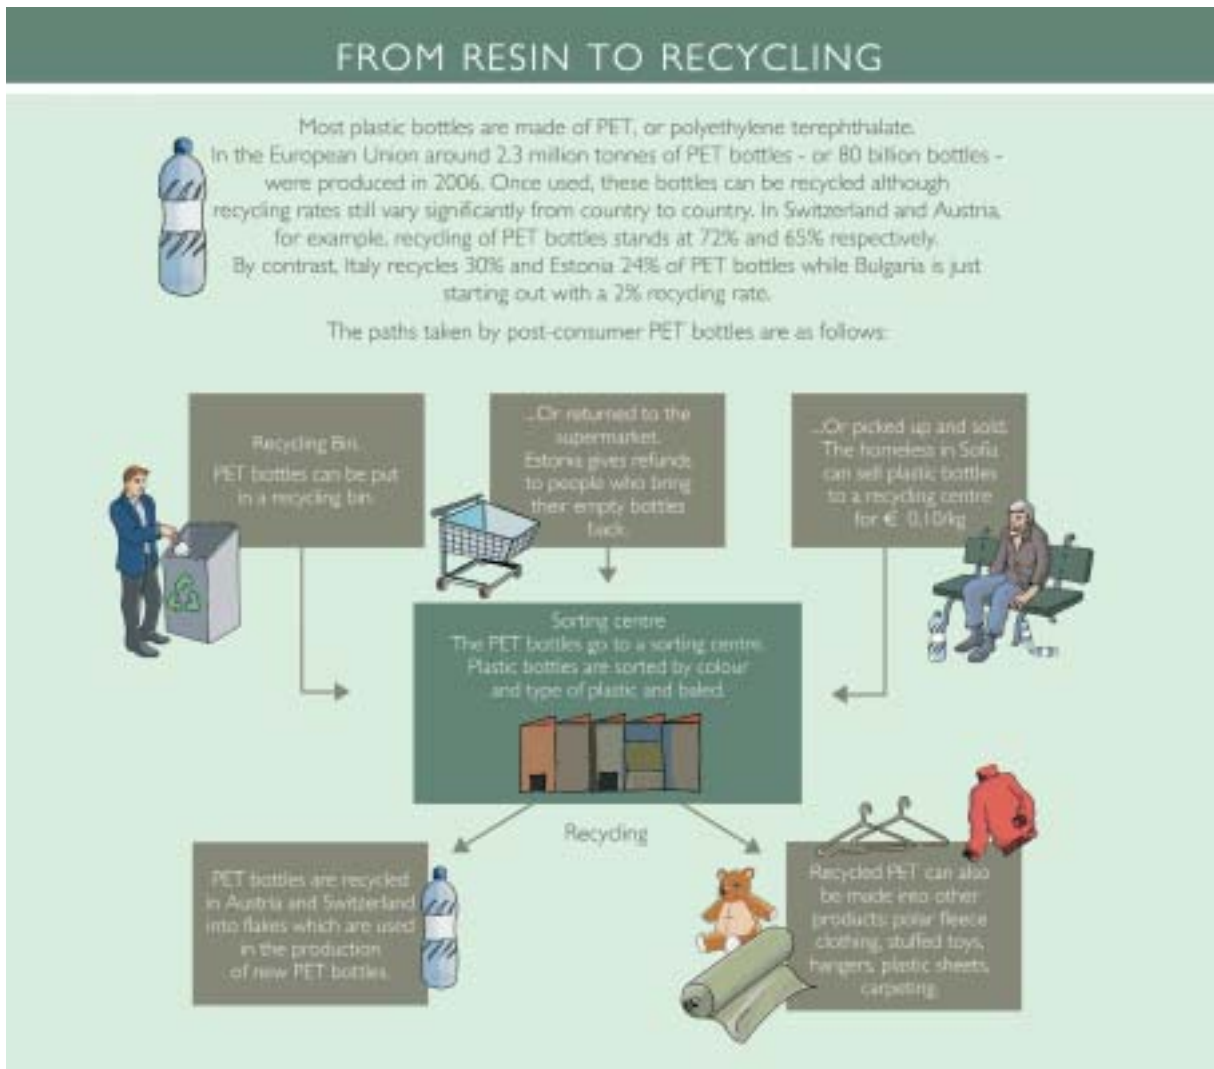 FROM RESIN TO RECYCLING
Most plastic bottles are made of PET, or polyethylene terephthalate.
In the European Union around 2.3 million tonnes of PET bottles - or 80 billion bottles -
were produced in 2006. Once used, these bottles can be recycled although
recycling rates still vary significantly from country to country. In Switzerland and Austria,
for example, recycling of PET bottles stands at 72% and 65% respectively.
By contrast, Italy recycles 30% and Estonia 24% of PET bottles while Bulgaria is just
starting out with a 2% recycling rate.
The paths taken by post-consumer PET bottles are as follows:
Recycling Bin.
PET bottles can be put
in a recycling bin
...Or returned to the
supermarket.
Estonia gives refunds
to people who bring
their empty bottles
back.
...Or picked up and sold.
The homeless in Sofia
can sell plastic bottles
to a recycling centre
for € 0,10/kg
Sorting centre
The PET bottles go to a sorting centre.
Plastic bottles are sorted by colour
and type of plastic and baled.
Recycling
PET bottles are recycled
in Austria and Switzerland
into flakes which are used
in the production
of new PET bottles.
Recycled PET can also
be made into other
products: polar fleece
clothing, stuffed toys,
hangers, plastic sheets,
carpeting.